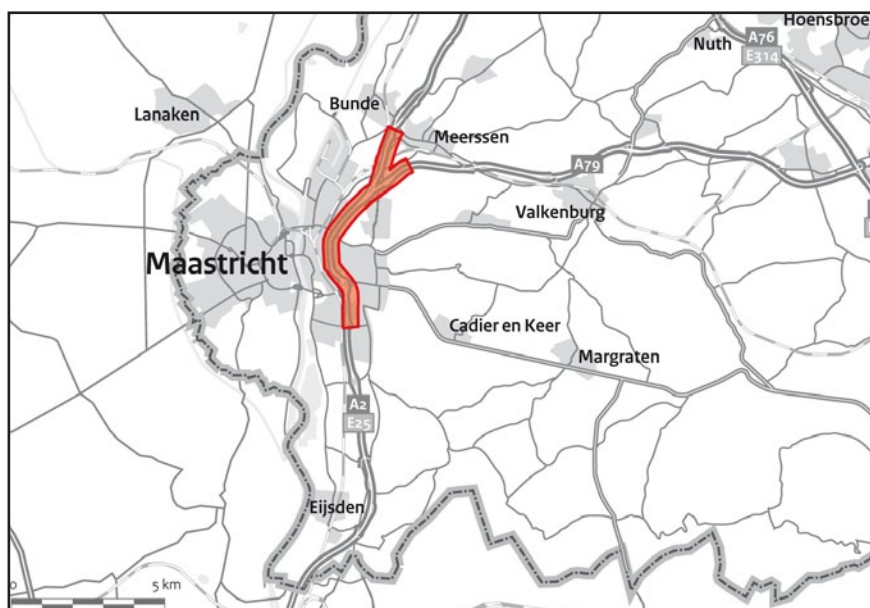 Hoensbroe
A76
Nuth
E314
Bunde
Lanaken
Meerssen
A79
Valkenburg
Maastricht
Cadier en Keer
Margraten
A2
E25
Eijsden
0
5 km